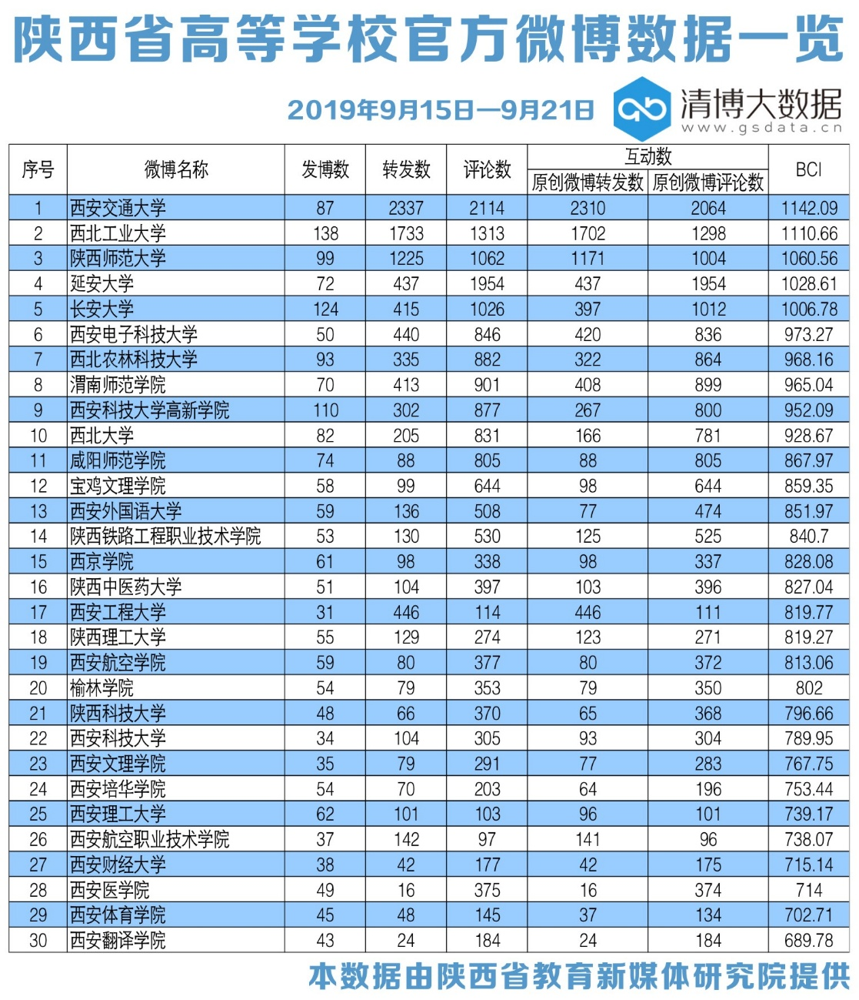 陕西省高等学校官方微博数据一览
2019年9月15日—9月21日
清博大数据
www.gsdata.cn
序号 微博名称 发博数 转发数 评论数 互动数 BCI
原创微博转发数 原创微博评论数
1 西安交通大学 87 2337 2114 2310 2064 1142.09
2 西北工业大学 138 1733 1313 1702 1298 1110.66
3 陕西师范大学 99 1225 1062 1171 1004 1060.56
4 延安大学 72 437 1954 437 1954 1028.61
5 长安大学 124 415 1026 397 1012 1006.78
6 西安电子科技大学 50 440 846 420 836 973.27
7 西北农林科技大学 93 335 882 322 864 968.16
8 渭南师范学院 70 413 901 408 899 965.04
9 西安科技大学高新学院 110 302 877 267 800 952.09
10 西北大学 82 205 831 166 781 928.67
11 咸阳师范学院 74 88 805 88 805 867.97
12 宝鸡文理学院 58 99 644 98 644 859.35
13 西安外国语大学 59 136 508 77 474 851.97
14 陕西铁路工程职业技术学院 53 130 530 125 525 840.7
15 西京学院 61 98 338 98 337 828.08
16 陕西中医药大学 51 104 397 103 396 827.04
17 西安工程大学 31 446 114 446 111 819.77
18 陕西理工大学 55 129 274 123 271 819.27
19 西安航空学院 59 80 377 80 372 813.06
20 榆林学院 54 79 353 79 350 802
21 陕西科技大学 48 66 370 65 368 796.66
22 西安科技大学 34 104 305 93 304 789.95
23 西安文理学院 35 79 291 77 283 767.75
24 西安培华学院 54 70 203 64 196 753.44
25 西安理工大学 62 101 103 96 101 739.17
26 西安航空职业技术学院 37 142 97 141 96 738.07
27 西安财经大学 38 42 177 42 175 715.14
28 西安医学院 49 16 375 16 374 714
29 西安体育学院 45 48 145 37 134 702.71
30 西安翻译学院 43 24 184 24 184 689.78
本数据由陕西省教育新媒体研究院提供